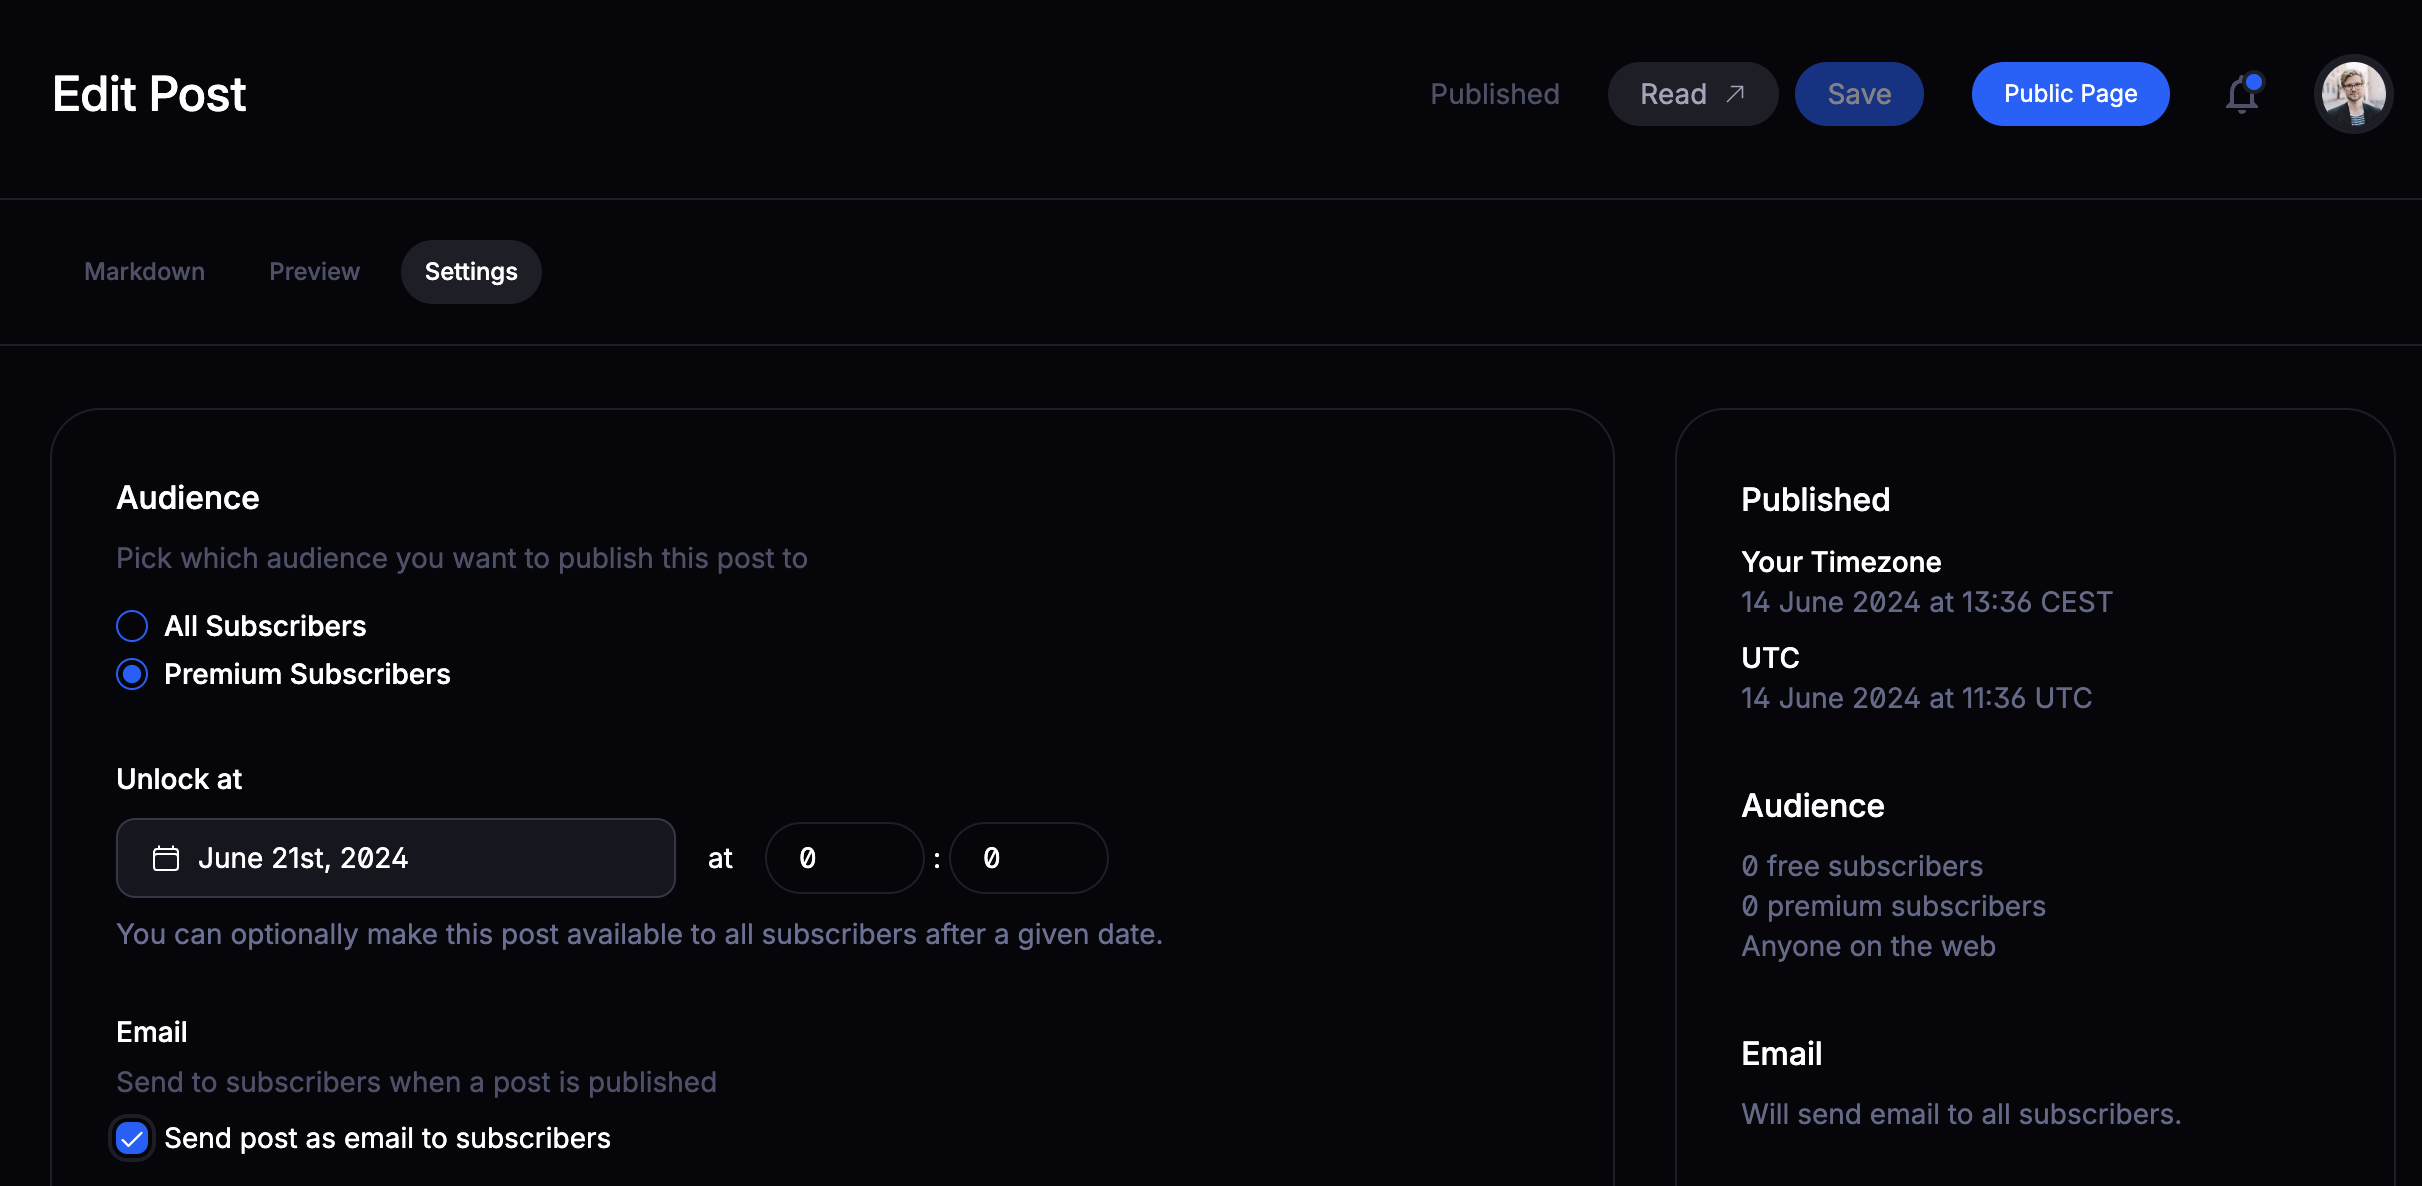 Edit Post
Published
Read
Save
Public Page
Markdown
Preview
Settings
Audience
Pick which audience you want to publish this post to
All Subscribers
Premium Subscribers
Unlock at
June 21st, 2024 at 0 : 0
You can optionally make this post available to all subscribers after a given date.
Email
Send to subscribers when a post is published
Send post as email to subscribers
Published
Your Timezone
14 June 2024 at 13:36 CEST
UTC
14 June 2024 at 11:36 UTC
Audience
0 free subscribers
0 premium subscribers
Anyone on the web
Email
Will send email to all subscribers.